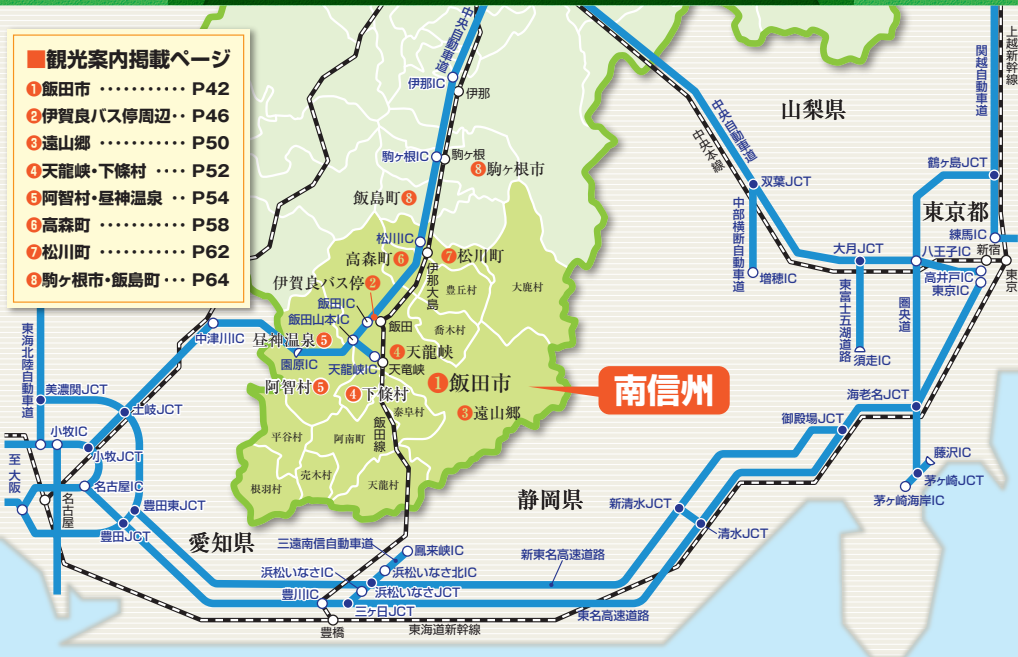 ■観光案内掲載ページ
❶飯田市 ………… P42
❷伊賀良バス停周辺‥ P46
❸遠山郷 ………… P50
❹天龍峡・下條村 ‥‥ P52
❺阿智村・昼神温泉 ‥ P54
❻高森町 ………… P58
❼松川町 ………… P62
❽駒ヶ根市・飯島町‥ P64
中央自動車道
伊那IC
伊那
駒ヶ根IC
駒ヶ根
❽駒ヶ根市
飯島町❽
松川IC
高森町❻
❼松川町
伊那大島
豊丘村
大鹿村
伊賀良バス停❷
飯田IC
飯田山本IC
飯田
喬木村
中津川IC
昼神温泉❺
園原IC
天龍峡IC
❹天龍峡
天竜峡
阿智村❺
❹下條村
❶飯田市
❸遠山郷
南信州
泰阜村
飯田線
平谷村
阿南町
売木村
根羽村
天龍村
中央自動車道
中央本線
山梨県
双葉JCT
中部横断自動車道
増穂IC
関越自動車道
上越新幹線
鶴ヶ島JCT
東京都
練馬IC
大月JCT
八王子IC
新宿
高井戸IC
東京IC
東京
東富士五湖道路
須走IC
圏央道
海老名JCT
御殿場JCT
藤沢IC
茅ヶ崎JCT
茅ヶ崎海岸IC
東海北陸自動車道
美濃関JCT
土岐JCT
小牧IC
小牧JCT
至大阪
名古屋IC
名古屋
豊田東JCT
豊田JCT
愛知県
静岡県
新清水JCT
清水JCT
三遠南信自動車道
鳳来峡IC
新東名高速道路
浜松いなさIC
浜松いなさ北IC
浜松いなさJCT
豊川IC
三ヶ日JCT
東名高速道路
豊橋
東海道新幹線